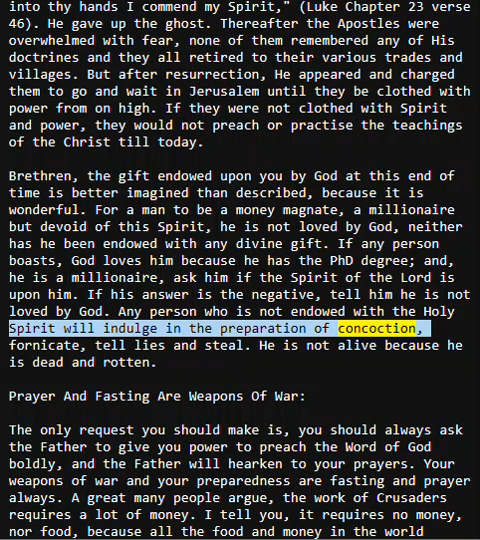 into thy hands I commend my Spirit," (Luke Chapter 23 verse
46). He gave up the ghost. Thereafter the Apostles were
overwhelmed with fear, none of them remembered any of His
doctrines and they all retired to their various trades and
villages. But after resurrection, He appeared and charged
them to go and wait in Jerusalem until they be clothed with
power from on high. If they were not clothed with Spirit
and power, they would not preach or practise the teachings
of the Christ till today.
Brethren, the gift endowed upon you by God at this end of
time is better imagined than described, because it is
wonderful. For a man to be a money magnate, a millionaire
but devoid of this Spirit, he is not loved by God, neither
has he been endowed with any divine gift. If any person
boasts, God loves him because he has the PhD degree; and,
he is a millionaire, ask him if the Spirit of the Lord is
upon him. If his answer is the negative, tell him he is not
loved by God. Any person who is not endowed with the Holy
Spirit will indulge in the preparation of concoction,
fornicate, tell lies and steal. He is not alive because he
is dead and rotten.
Prayer And Fasting Are Weapons Of War:
The only request you should make is, you should always ask
the Father to give you power to preach the Word of God
boldly, and the Father will hearken to your prayers. Your
weapons of war and your preparedness are fasting and prayer
always. A great many people argue, the work of Crusaders
requires a lot of money. I tell you, it requires no money,
nor food, because all the food and money in the world